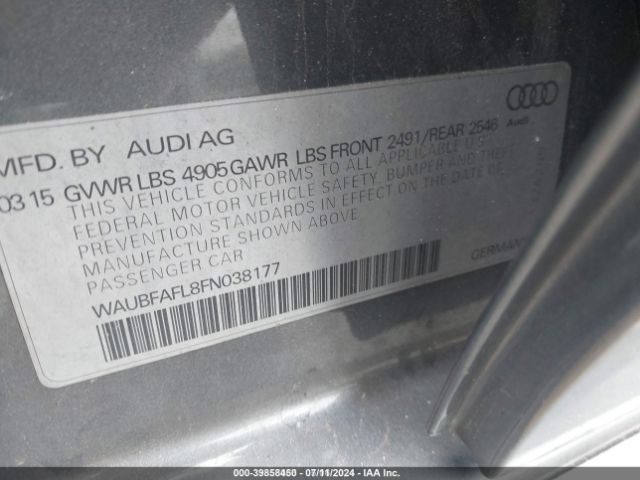 MFD. BY AUDI AG
Audi
03 15 GVWR LBS 4905 GAWR LBS FRONT 2491/REAR 2546
THIS VEHICLE CONFORMS TO ALL APPLICABLE U.S
FEDERAL MOTOR VEHICLE SAFETY, BUMPER AND THEFT
PREVENTION STANDARDS IN EFFECT ON THE DATE OF
MANUFACTURE SHOWN ABOVE.
PASSENGER CAR
GERMANY
WAUBFAFL8FN038177
000-39858450 - 07/11/2024 - IAA Inc.